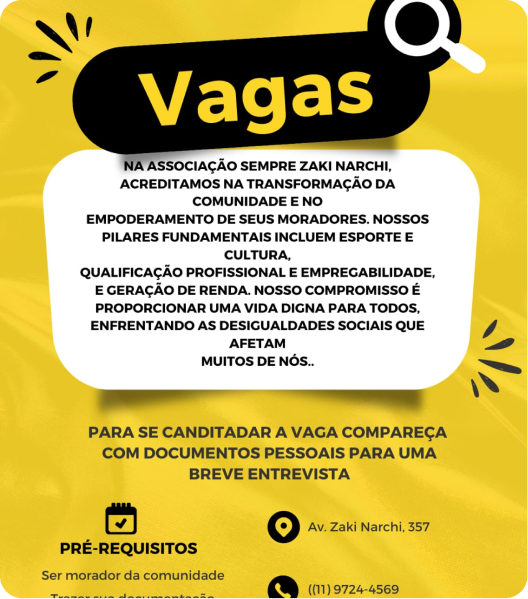 Vagas
NA ASSOCIAÇÃO SEMPRE ZAKI NARCHI,
ACREDITAMOS NA TRANSFORMAÇÃO DA
COMUNIDADE E NO
EMPODERAMENTO DE SEUS MORADORES. NOSSOS
PILARES FUNDAMENTAIS INCLUEM ESPORTE E
CULTURA,
QUALIFICAÇÃO PROFISSIONAL E EMPREGABILIDADE,
E GERAÇÃO DE RENDA. NOSSO COMPROMISSO É
PROPORCIONAR UMA VIDA DIGNA PARA TODOS,
ENFRENTANDO AS DESIGUALDADES SOCIAIS QUE
AFETAM
MUITOS DE NÓS..
PARA SE CANDITADAR A VAGA COMPAREÇA
COM DOCUMENTOS PESSOAIS PARA UMA
BREVE ENTREVISTA
PRÉ-REQUISITOS
Ser morador da comunidade
Trazer sua documentação
Av. Zaki Narchi, 357
((11) 9724-4569